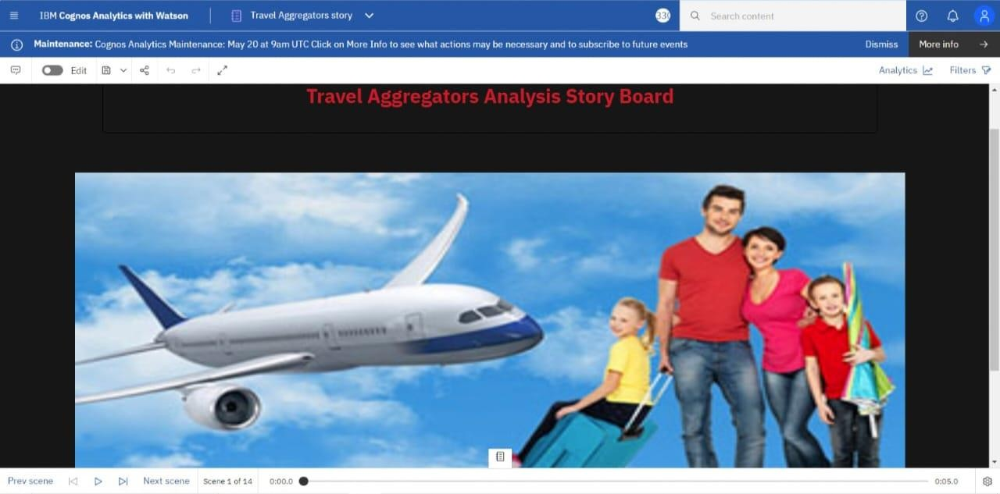 IBM Cognos Analytics with Watson
Travel Aggregators story
330
Search content
Maintenance: Cognos Analytics Maintenance: May 20 at 9am UTC Click on More Info to see what actions may be necessary and to subscribe to future events
Dismiss
More info
Edit
Analytics
Filters
Travel Aggregators Analysis Story Board
Prev scene
Next scene
Scene 1 of 14
0:00.0
0:05.0